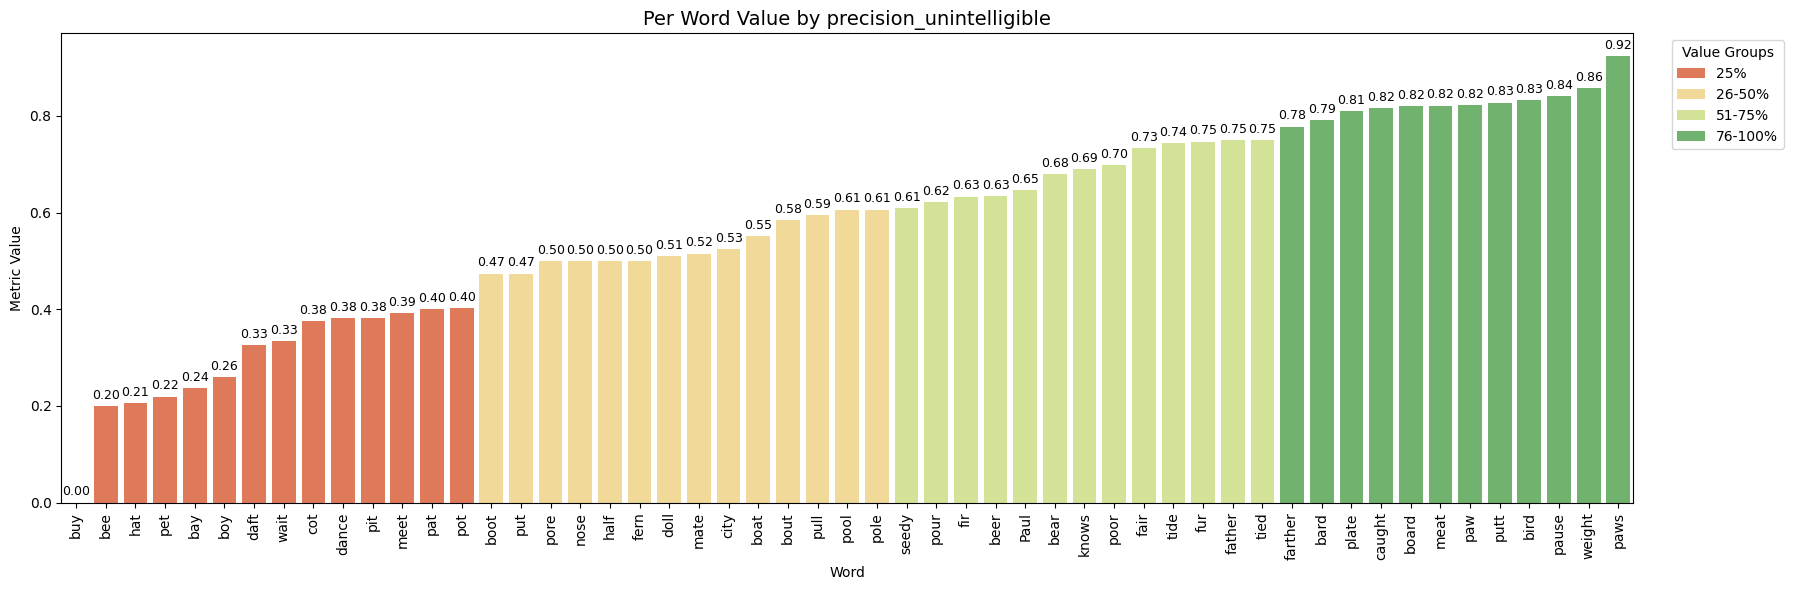 Per Word Value by precision_unintelligible
Metric Value
0.0
0.2
0.4
0.6
0.8
0.00 0.20 0.21 0.22 0.24 0.26 0.33 0.33 0.38 0.38 0.38 0.39 0.40 0.40 0.47 0.47 0.50 0.50 0.50 0.50 0.51 0.52 0.53 0.55 0.58 0.59 0.61 0.61 0.61 0.62 0.63 0.63 0.65 0.68 0.69 0.70 0.73 0.74 0.75 0.75 0.75 0.78 0.79 0.81 0.82 0.82 0.82 0.82 0.83 0.83 0.84 0.86 0.92
buy bee hat pet bay boy daft wait cot dance pit meet pat pot boot put pore nose half fern doll mate city boat bout pull pool pole seedy pour fir beer Paul bear knows poor fair tide fur father tied farther bard plate caught board meat paw putt bird pause weight paws
Word
Value Groups
25%
26-50%
51-75%
76-100%